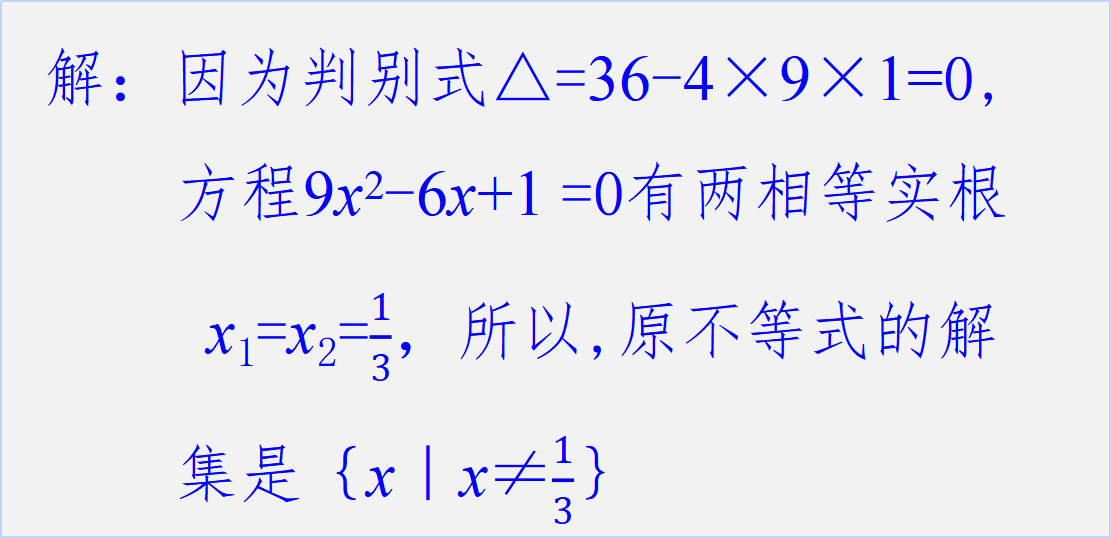 解：因为判别式△=36-4×9×1=0,
方程9x²-6x+1 =0有两相等实根
x₁=x₂=1/3，所以,原不等式的解
集是｛x｜x≠1/3｝